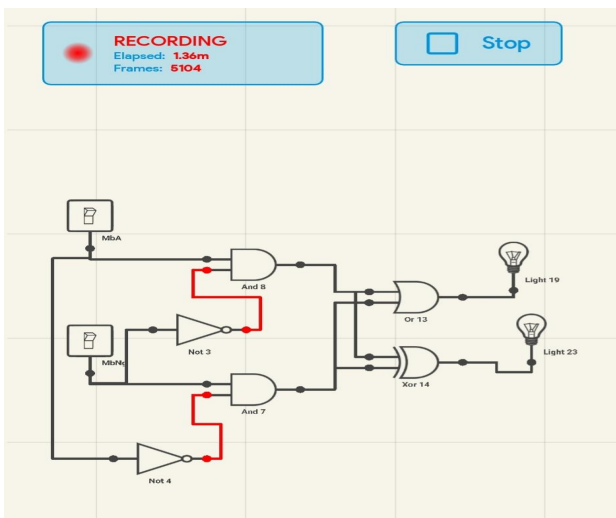 RECORDING
Elapsed: 1.36m
Frames: 5104
Stop
MbA
And 8
Light 19
Or 13
MbNg
Not 3
Light 23
Xor 14
And 7
Not 4